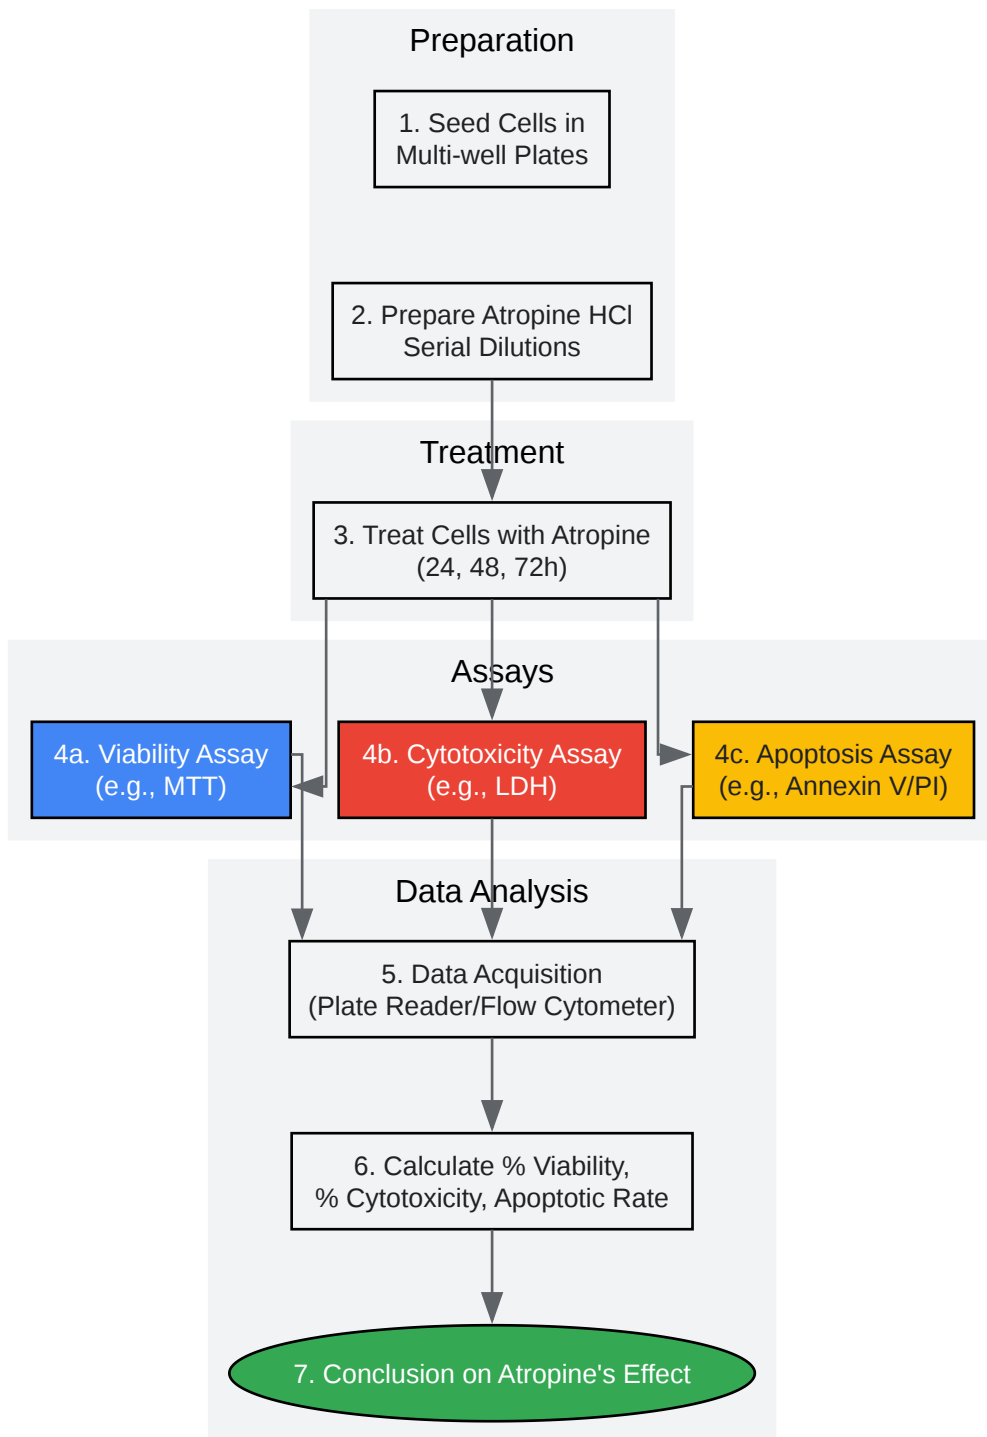 Preparation
1. Seed Cells in
Multi-well Plates
2. Prepare Atropine HCl
Serial Dilutions
Treatment
3. Treat Cells with Atropine
(24, 48, 72h)
Assays
4a. Viability Assay
(e.g., MTT)
4b. Cytotoxicity Assay
(e.g., LDH)
4c. Apoptosis Assay
(e.g., Annexin V/PI)
Data Analysis
5. Data Acquisition
(Plate Reader/Flow Cytometer)
6. Calculate % Viability,
% Cytotoxicity, Apoptotic Rate
7. Conclusion on Atropine's Effect